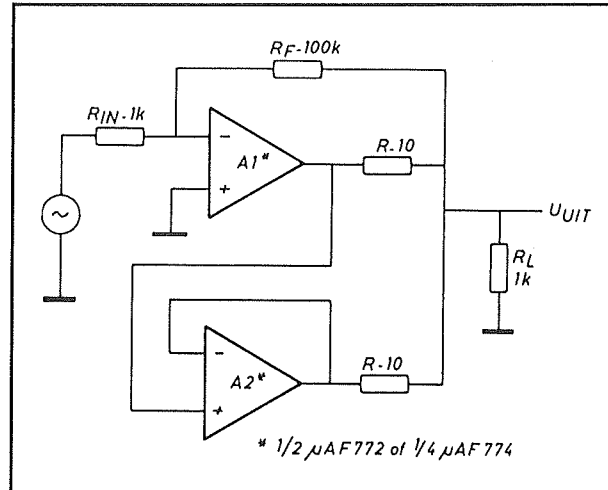 RF-100k
RIN-1k
A1*
R-10
UUIT
RL
1k
R-10
A2*
* 1/2 µAF772 of 1/4 µAF774